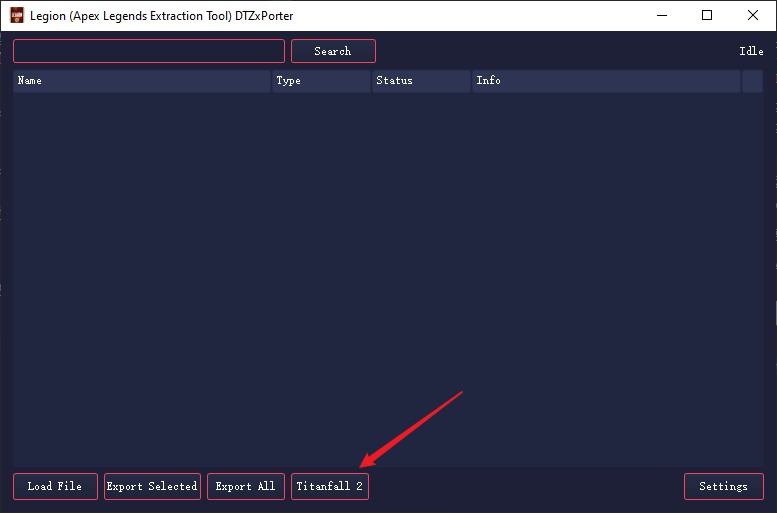 Legion (Apex Legends Extraction Tool) DTZxPorter
Search
Idle
Name Type Status Info
Load File Export Selected Export All Titanfall 2 Settings